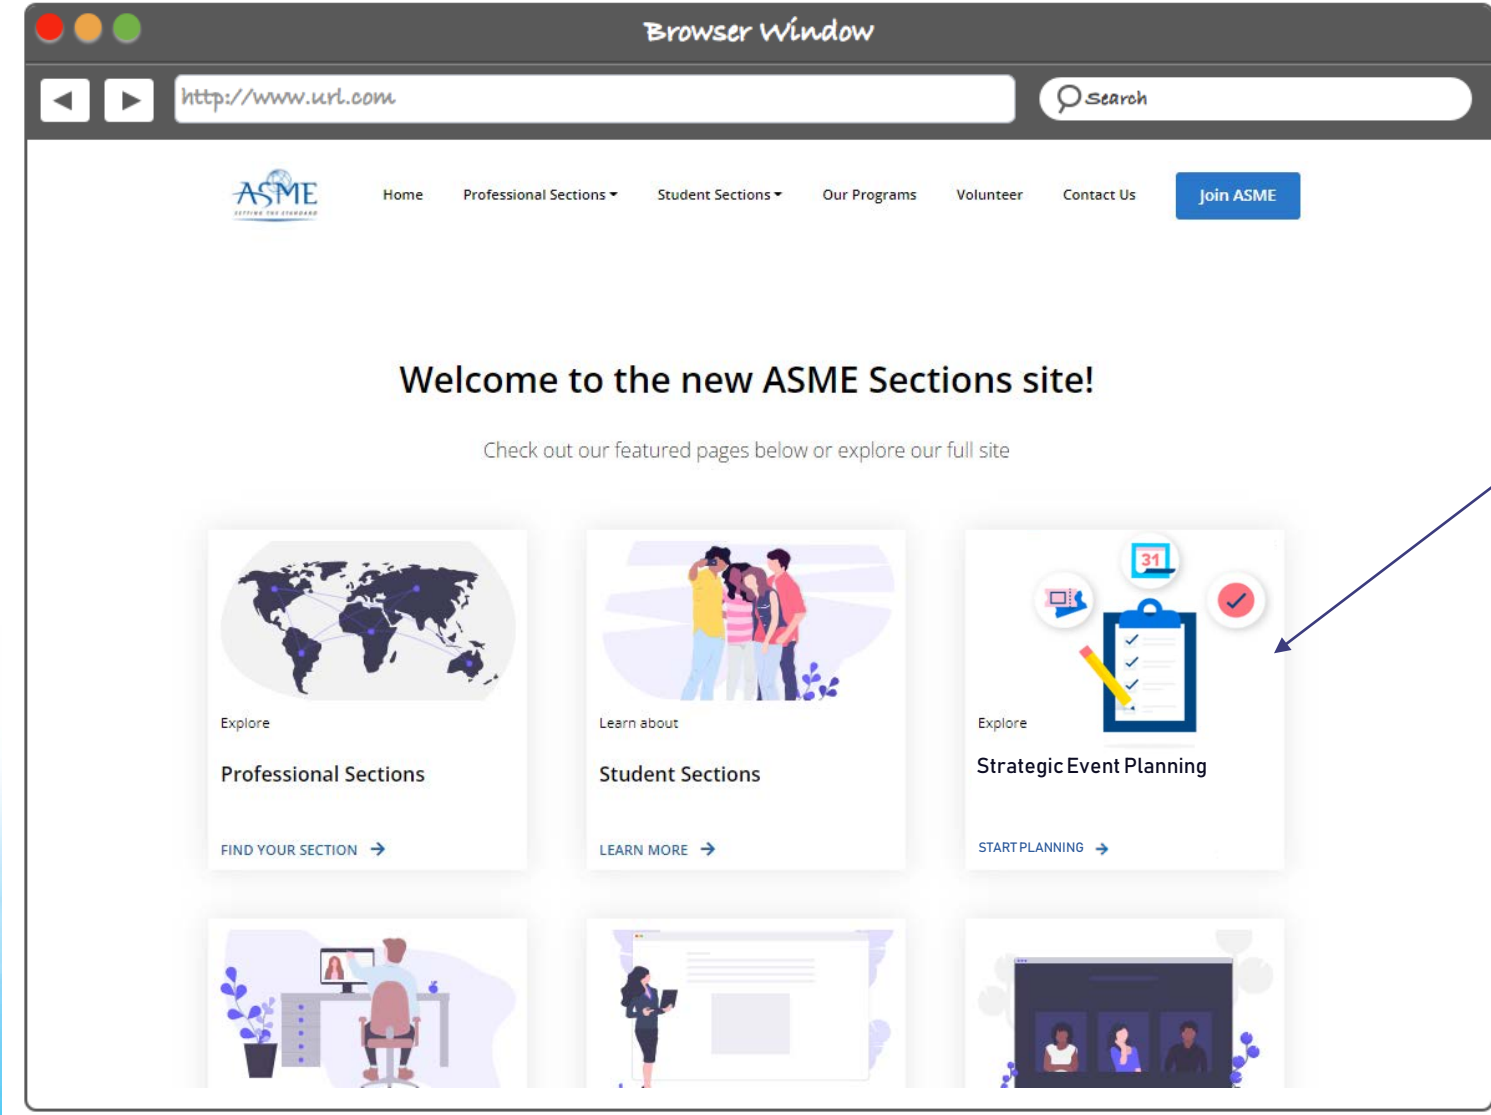 Browser Window
http://www.url.com
Search
ASME
SETTING THE STANDARD
Home Professional Sections Student Sections Our Programs Volunteer Contact Us Join ASME
Welcome to the new ASME Sections site!
Check out our featured pages below or explore our full site
31
Explore
Professional Sections
FIND YOUR SECTION
Learn about
Student Sections
LEARN MORE
Explore
Strategic Event Planning
START PLANNING